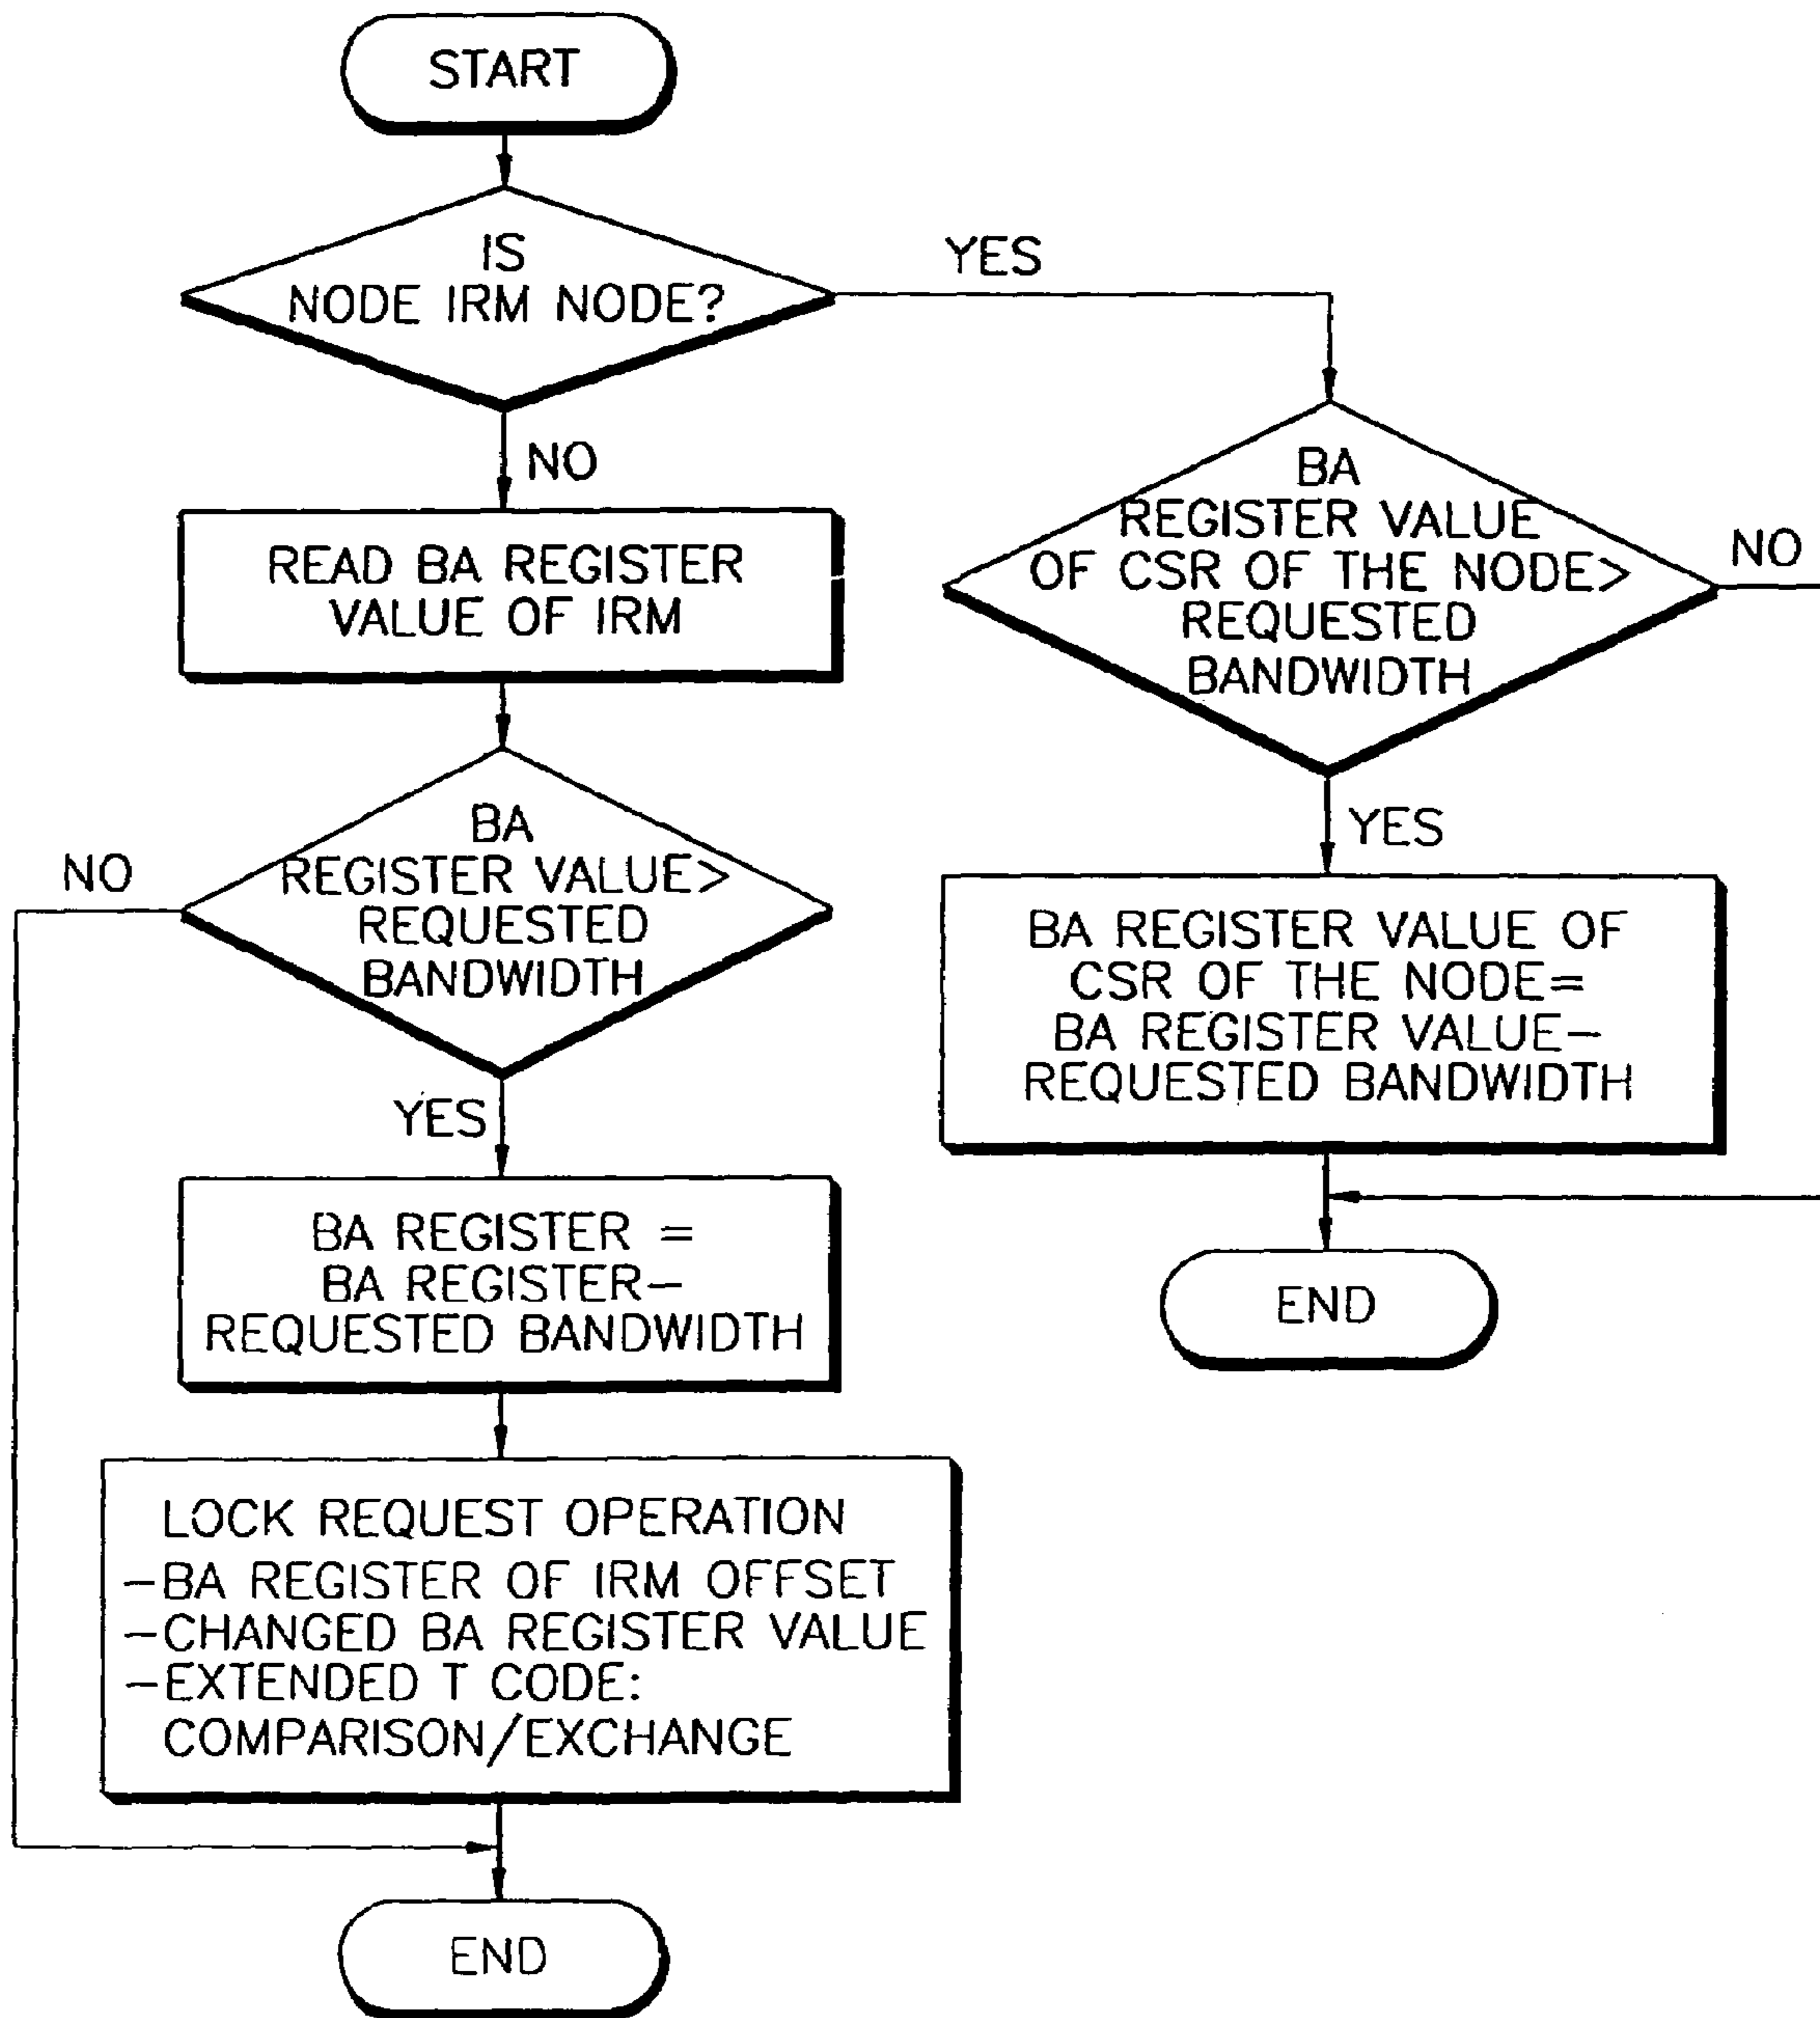 START
IS
NODE IRM NODE?
YES
NO
READ BA REGISTER
VALUE OF IRM
BA
REGISTER VALUE
OF CSR OF THE NODE>
REQUESTED
BANDWIDTH
NO
YES
BA
REGISTER VALUE>
REQUESTED
BANDWIDTH
NO
YES
BA REGISTER VALUE OF
CSR OF THE NODE=
BA REGISTER VALUE–
REQUESTED BANDWIDTH
BA REGISTER =
BA REGISTER–
REQUESTED BANDWIDTH
END
LOCK REQUEST OPERATION
–BA REGISTER OF IRM OFFSET
–CHANGED BA REGISTER VALUE
–EXTENDED T CODE:
COMPARISON/EXCHANGE
END